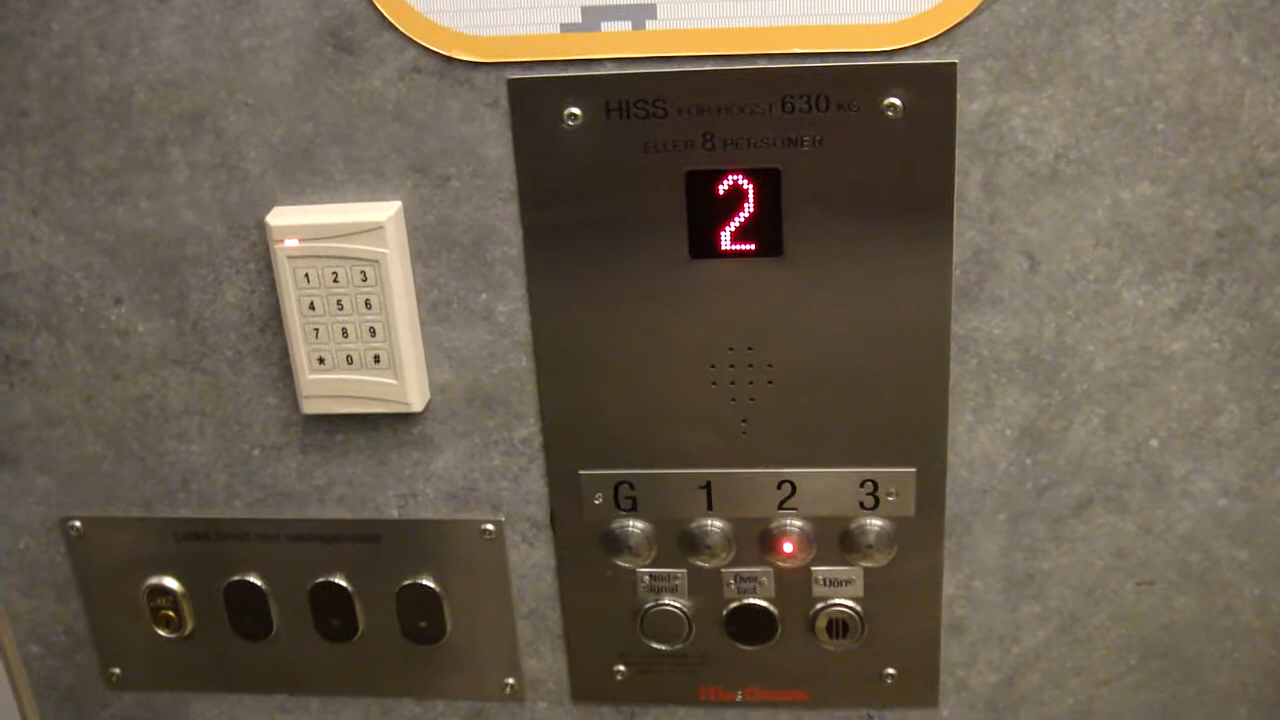 HISS FÖR HÖGST 630 KG
ELLER 8 PERSONER
2
1 2 3
4 5 6
7 8 9
* 0 #
G 1 2 3
Nöd
signal
Över
last
Dörr